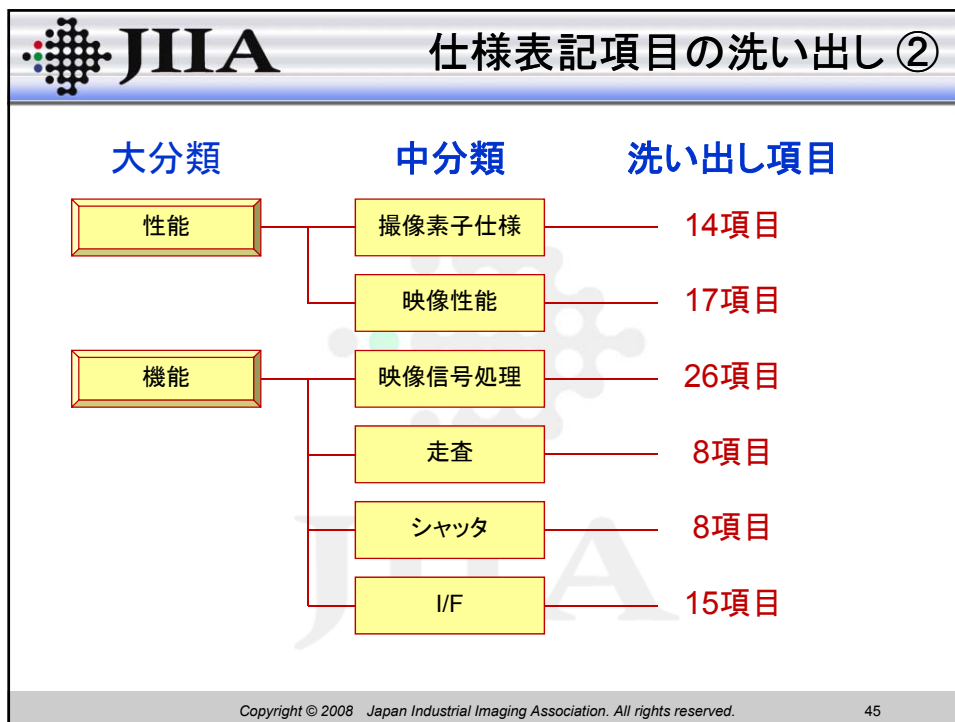 JIIA
仕様表記項目の洗い出し ②
大分類 中分類 洗い出し項目
性能 撮像素子仕様 14項目
映像性能 17項目
機能 映像信号処理 26項目
走査 8項目
シャッタ 8項目
I/F 15項目
JIIA
Copyright © 2008 Japan Industrial Imaging Association. All rights reserved. 45